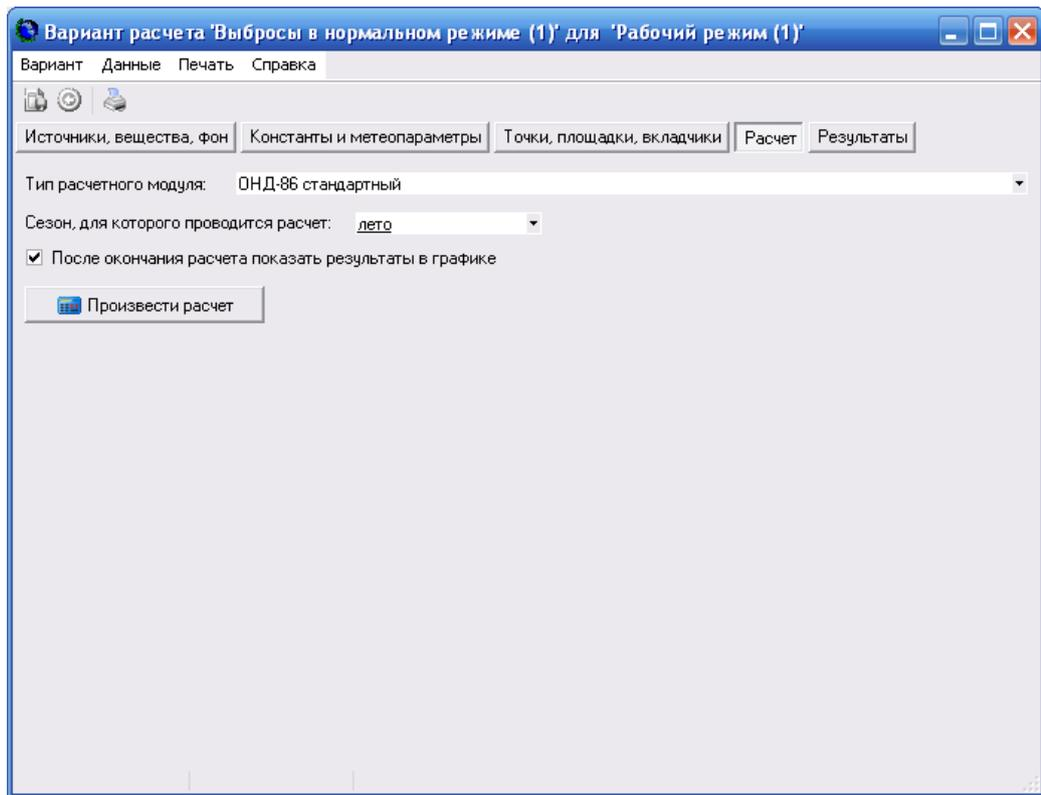 Вариант расчета 'Выбросы в нормальном режиме (1)' для 'Рабочий режим (1)'
Вариант Данные Печать Справка
Источники, вещества, фон Константы и метеопараметры Точки, площадки, вкладчики Расчет Результаты
Тип расчетного модуля: ОНД-86 стандартный
Сезон, для которого проводится расчет: лето
После окончания расчета показать результаты в графике
Произвести расчет